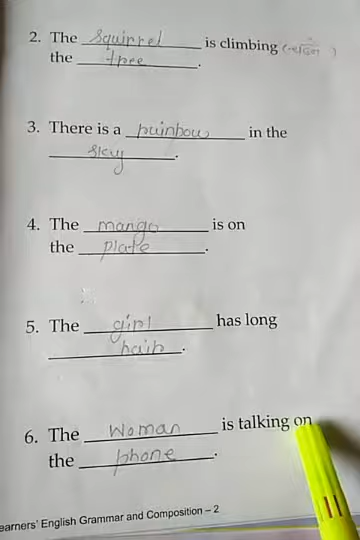 2. The squirrel is climbing
the tree.
3. There is a rainbow in the
sky.
4. The mango is on
the plate.
5. The girl has long
hair.
6. The Woman is talking on
the phone.
earners' English Grammar and Composition – 2